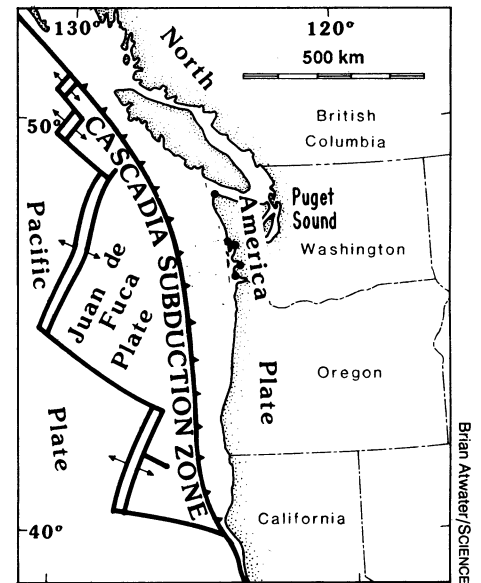 130°
120°
500 km
North
America
Plate
50°
British
Columbia
CASCADIA SUBDUCTION ZONE
Puget
Sound
Washington
Pacific
Plate
Juan de
Fuca
Plate
Oregon
California
40°
Brian Atwater/SCIENCE